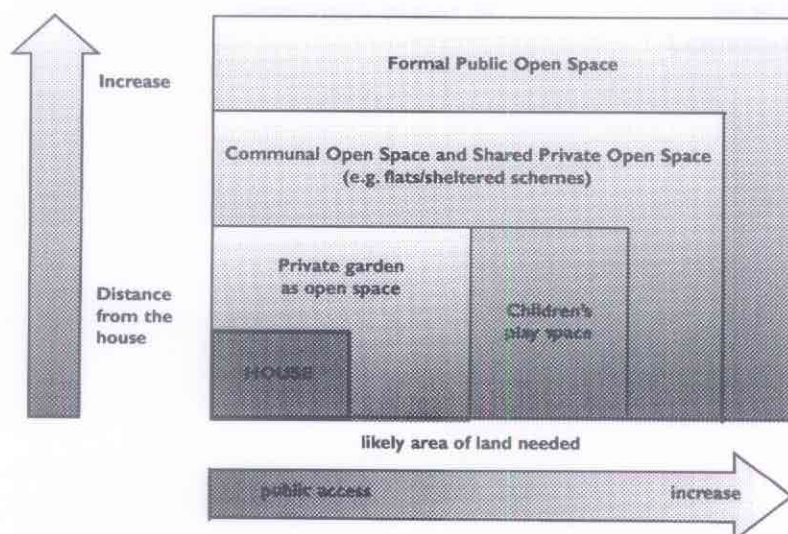 Formal Public Open Space
Increase
Communal Open Space and Shared Private Open Space
(e.g. flats/sheltered schemes)
Private garden
as open space
Distance
from the
house
Children's
play space
HOUSE
likely area of land needed
public access
increase